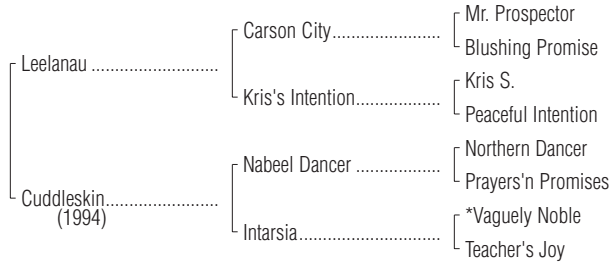 Mr. Prospector
Carson City..................................
Blushing Promise
Leelanau ........................................
Kris S.
Kris's Intention..........................
Peaceful Intention
Northern Dancer
Nabeel Dancer ..........................
Prayers'n Promises
Cuddleskin...................................
(1994)
*Vaguely Noble
Intarsia............................................
Teacher's Joy